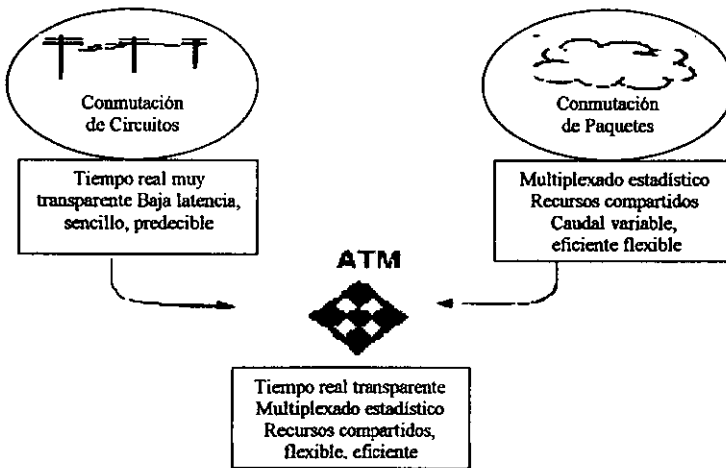 Conmutación
de Circuitos
Tiempo real muy
transparente Baja latencia,
sencillo, predecible
Conmutación
de Paquetes
Multiplexado estadístico
Recursos compartidos
Caudal variable,
eficiente flexible
ATM
Tiempo real transparente
Multiplexado estadístico
Recursos compartidos,
flexible, eficiente